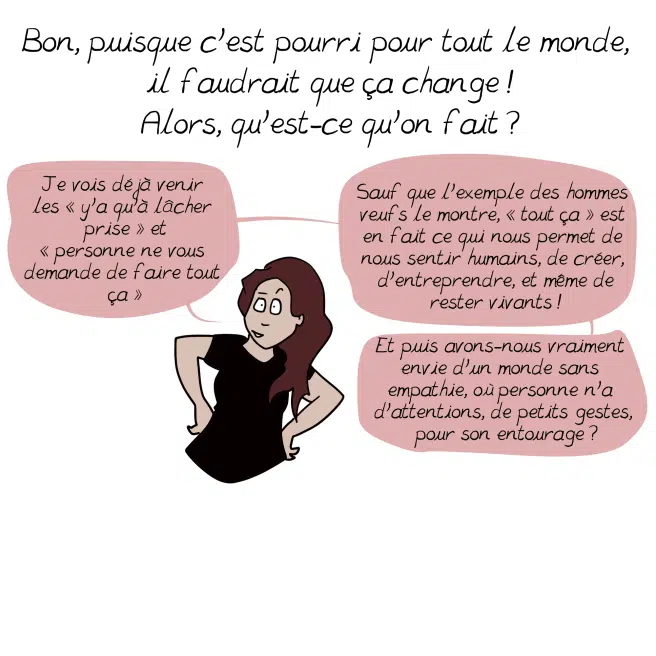 Bon, puisque c'est pourri pour tout le monde,
il faudrait que ça change !
Alors, qu'est-ce qu'on fait ?
Je vois déjà venir
les « y'a qu'à lâcher
prise » et
« personne ne vous
demande de faire tout
ça »
Sauf que l'exemple des hommes
veufs le montre, « tout ça » est
en fait ce qui nous permet de
nous sentir humains, de créer,
d'entreprendre, et même de
rester vivants !
Et puis avons-nous vraiment
envie d'un monde sans
empathie, où personne n'a
d'attentions, de petits gestes,
pour son entourage ?